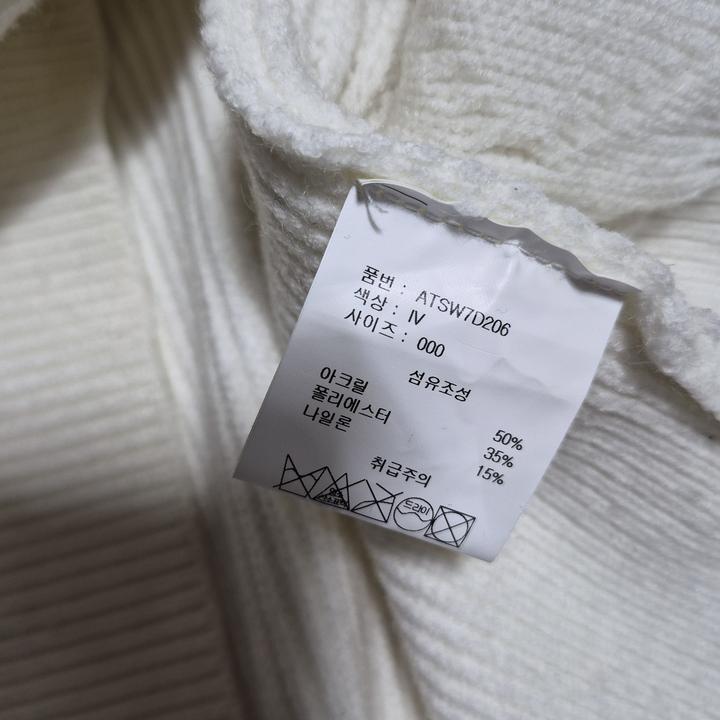 품번 : ATSW7D206
색상 : IV
사이즈 : 000
섬유조성
아크릴 50%
폴리에스터 35%
나일론 15%
취급주의
드라이